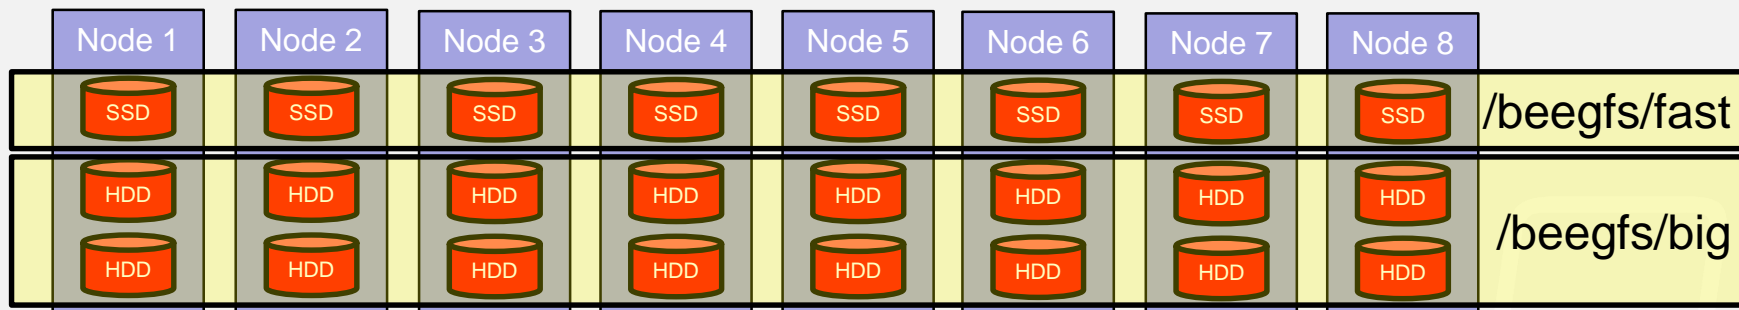 Node 1 Node 2 Node 3 Node 4 Node 5 Node 6 Node 7 Node 8
SSD SSD SSD SSD SSD SSD SSD SSD /beegfs/fast
HDD HDD HDD HDD HDD HDD HDD HDD
/beegfs/big
HDD HDD HDD HDD HDD HDD HDD HDD